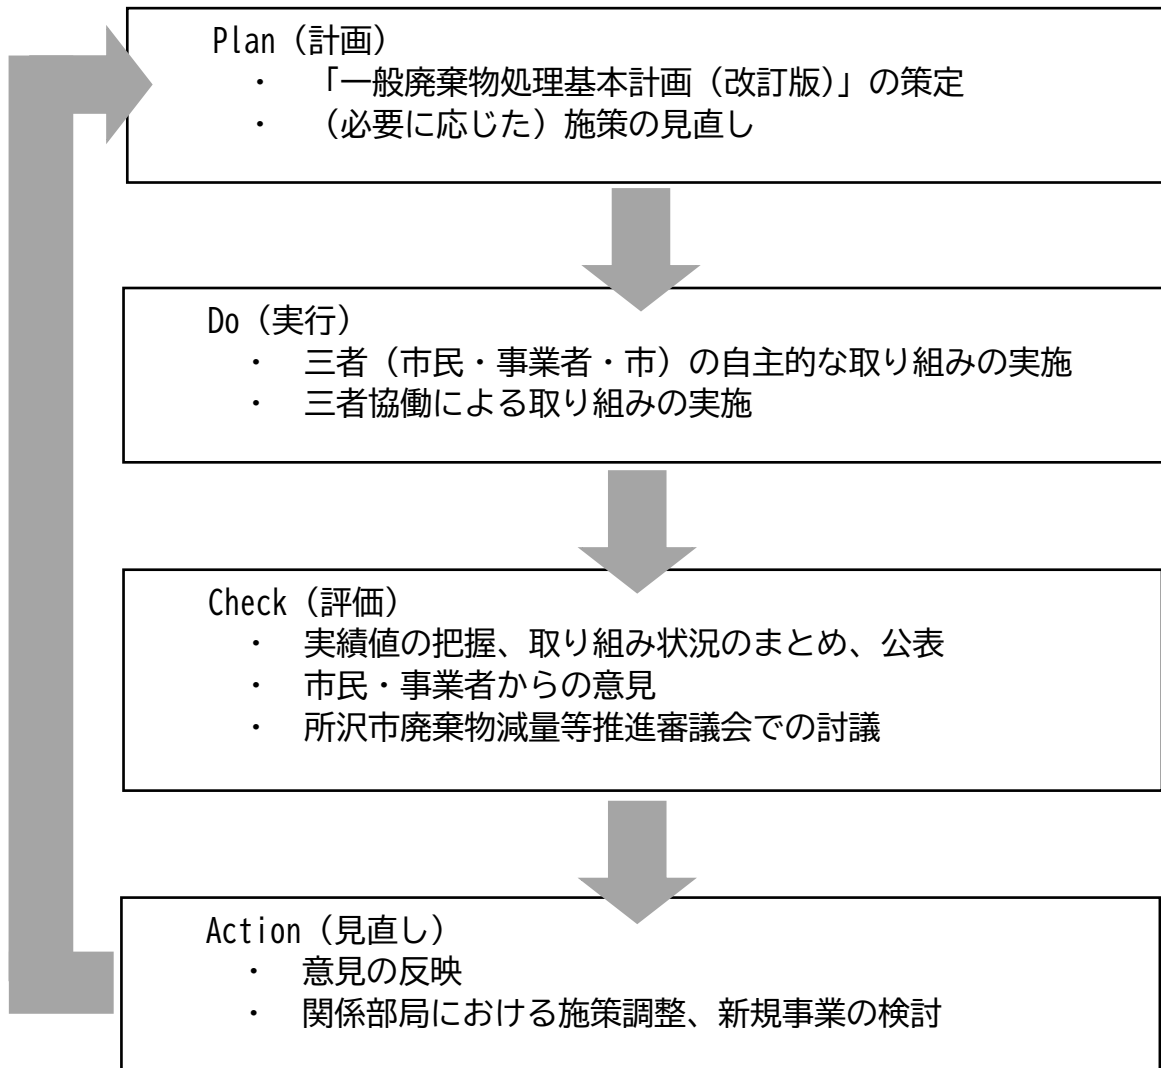 Plan（計画）
・ 「一般廃棄物処理基本計画（改訂版）」の策定
・ （必要に応じた）施策の見直し
Do（実行）
・ 三者（市民・事業者・市）の自主的な取り組みの実施
・ 三者協働による取り組みの実施
Check（評価）
・ 実績値の把握、取り組み状況のまとめ、公表
・ 市民・事業者からの意見
・ 所沢市廃棄物減量等推進審議会での討議
Action（見直し）
・ 意見の反映
・ 関係部局における施策調整、新規事業の検討